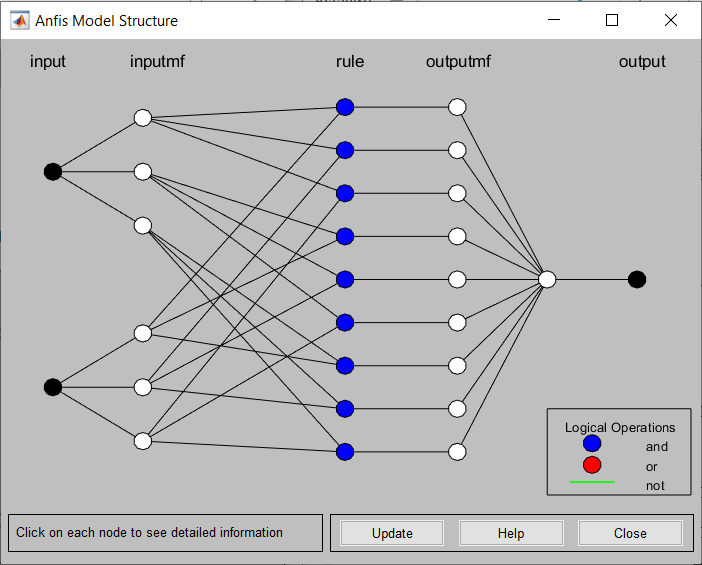 Anfis Model Structure
input inputmf rule outputmf output
Logical Operations
and
or
not
Click on each node to see detailed information
Update Help Close